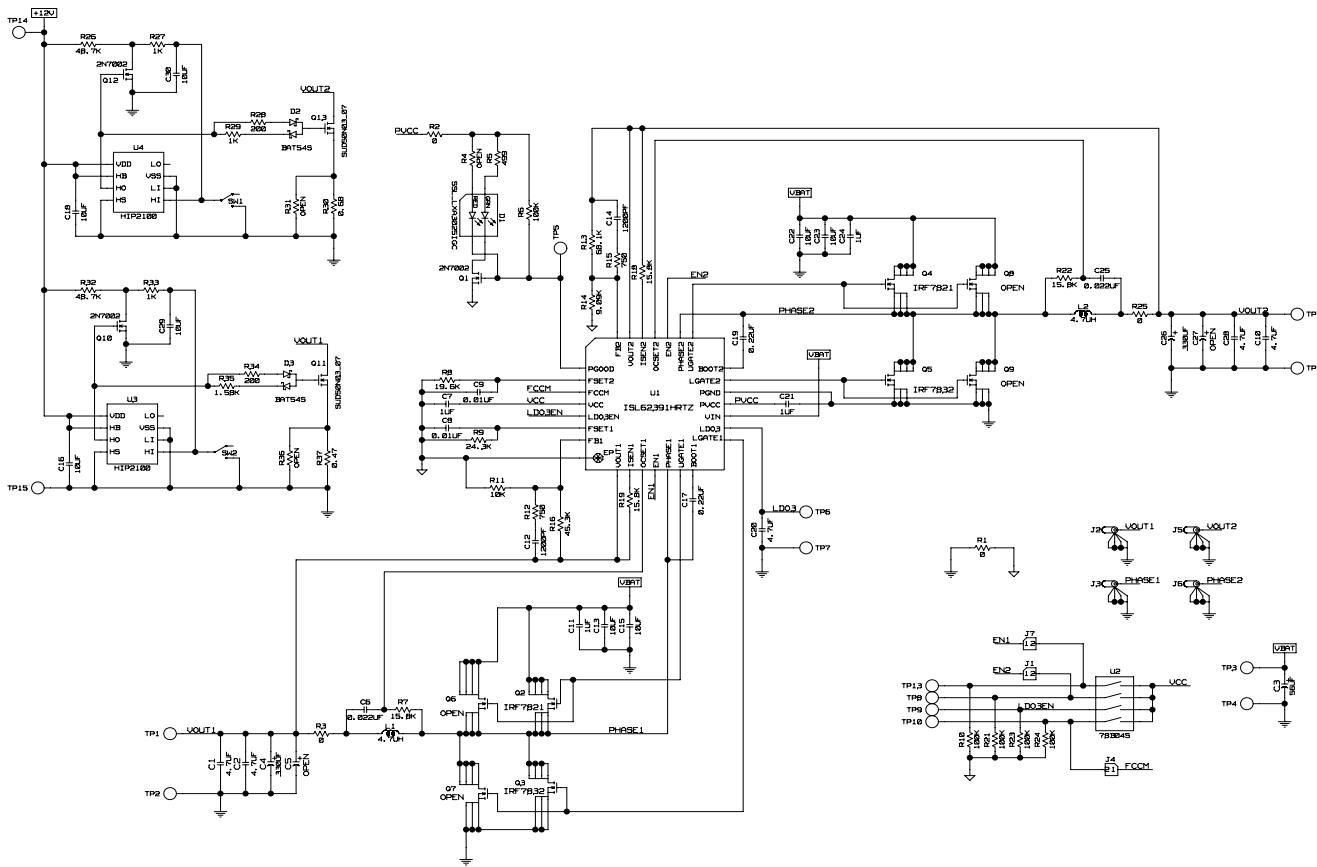 +12V
TP14
R26
48.7K
R27
1K
2N7002
Q12
C30
10UF
VOUT2
R28
200
D2
Q13
R29
1K
BAT54S
SUD50N03_07
U4
VDD
LO
HB
VSS
HO
LI
HS
HI
HIP2100
C18
10UF
SW1
R31
OPEN
R30
0.68
R32
48.7K
R33
1K
2N7002
Q10
C29
10UF
VOUT1
R34
200
D3
Q11
R35
1.58K
BAT54S
SUD50N03_07
U3
VDD
LO
HB
VSS
HO
LI
HS
HI
HIP2100
C16
10UF
SW2
R36
OPEN
R37
0.47
TP15
PVCC
R2
0
R4
OPEN
R5
499
RED
GRN
D1
R6
100K
TP5
2N7002
Q1
R13
68.1K
C14
1200PF
R15
750
R18
15.8K
R14
9.09K
EN2
FB2
VOUT2
ISEN2
OCSET2
EN2
PHASE2
UGATE2
PGOOD
FSET2
FCCM
VCC
LDO3EN
FSET1
FB1
EP
U1
ISL62391HRTZ
BOOT2
LGATE2
PGND
PVCC
VIN
LDO3
LGATE1
VOUT1
ISEN1
OCSET1
EN1
PHASE1
UGATE1
BOOT1
R8
19.6K
C9
0.01UF
FCCM
C7
1UF
VCC
LDO3EN
C8
0.01UF
R9
24.3K
R11
10K
R12
750
C12
1200PF
R16
45.3K
R19
15.8K
EN1
C17
0.22UF
VBAT
C22
10UF
C23
10UF
C24
1UF
Q4
IRF7821
Q8
OPEN
PHASE2
C19
0.22UF
VBAT
Q5
IRF7832
Q9
OPEN
PVCC
C21
1UF
R22
15.8K
C25
0.022UF
L2
4.7UH
R25
0
VOUT2
TP
C26
330UF
C27
OPEN
C28
4.7UF
C10
4.7UF
TP
LDO3
TP6
C20
4.7UF
TP7
VBAT
C11
1UF
C13
10UF
C15
10UF
Q6
OPEN
Q2
IRF7821
C6
0.022UF
R7
15.8K
TP1
VOUT1
R3
0
L1
4.7UH
PHASE1
C1
4.7UF
C2
4.7UF
C4
330UF
C5
OPEN
TP2
Q7
OPEN
Q3
IRF7832
R1
0
J2
VOUT1
J5
VOUT2
J3
PHASE1
J6
PHASE2
EN1
J7
12
EN2
J1
12
U2
VCC
TP13
TP8
TP9
LDO3EN
TP10
78B04S
R10
100K
R21
100K
R23
100K
R24
100K
J4
21
FCCM
VBAT
TP3
C3
56UF
TP4